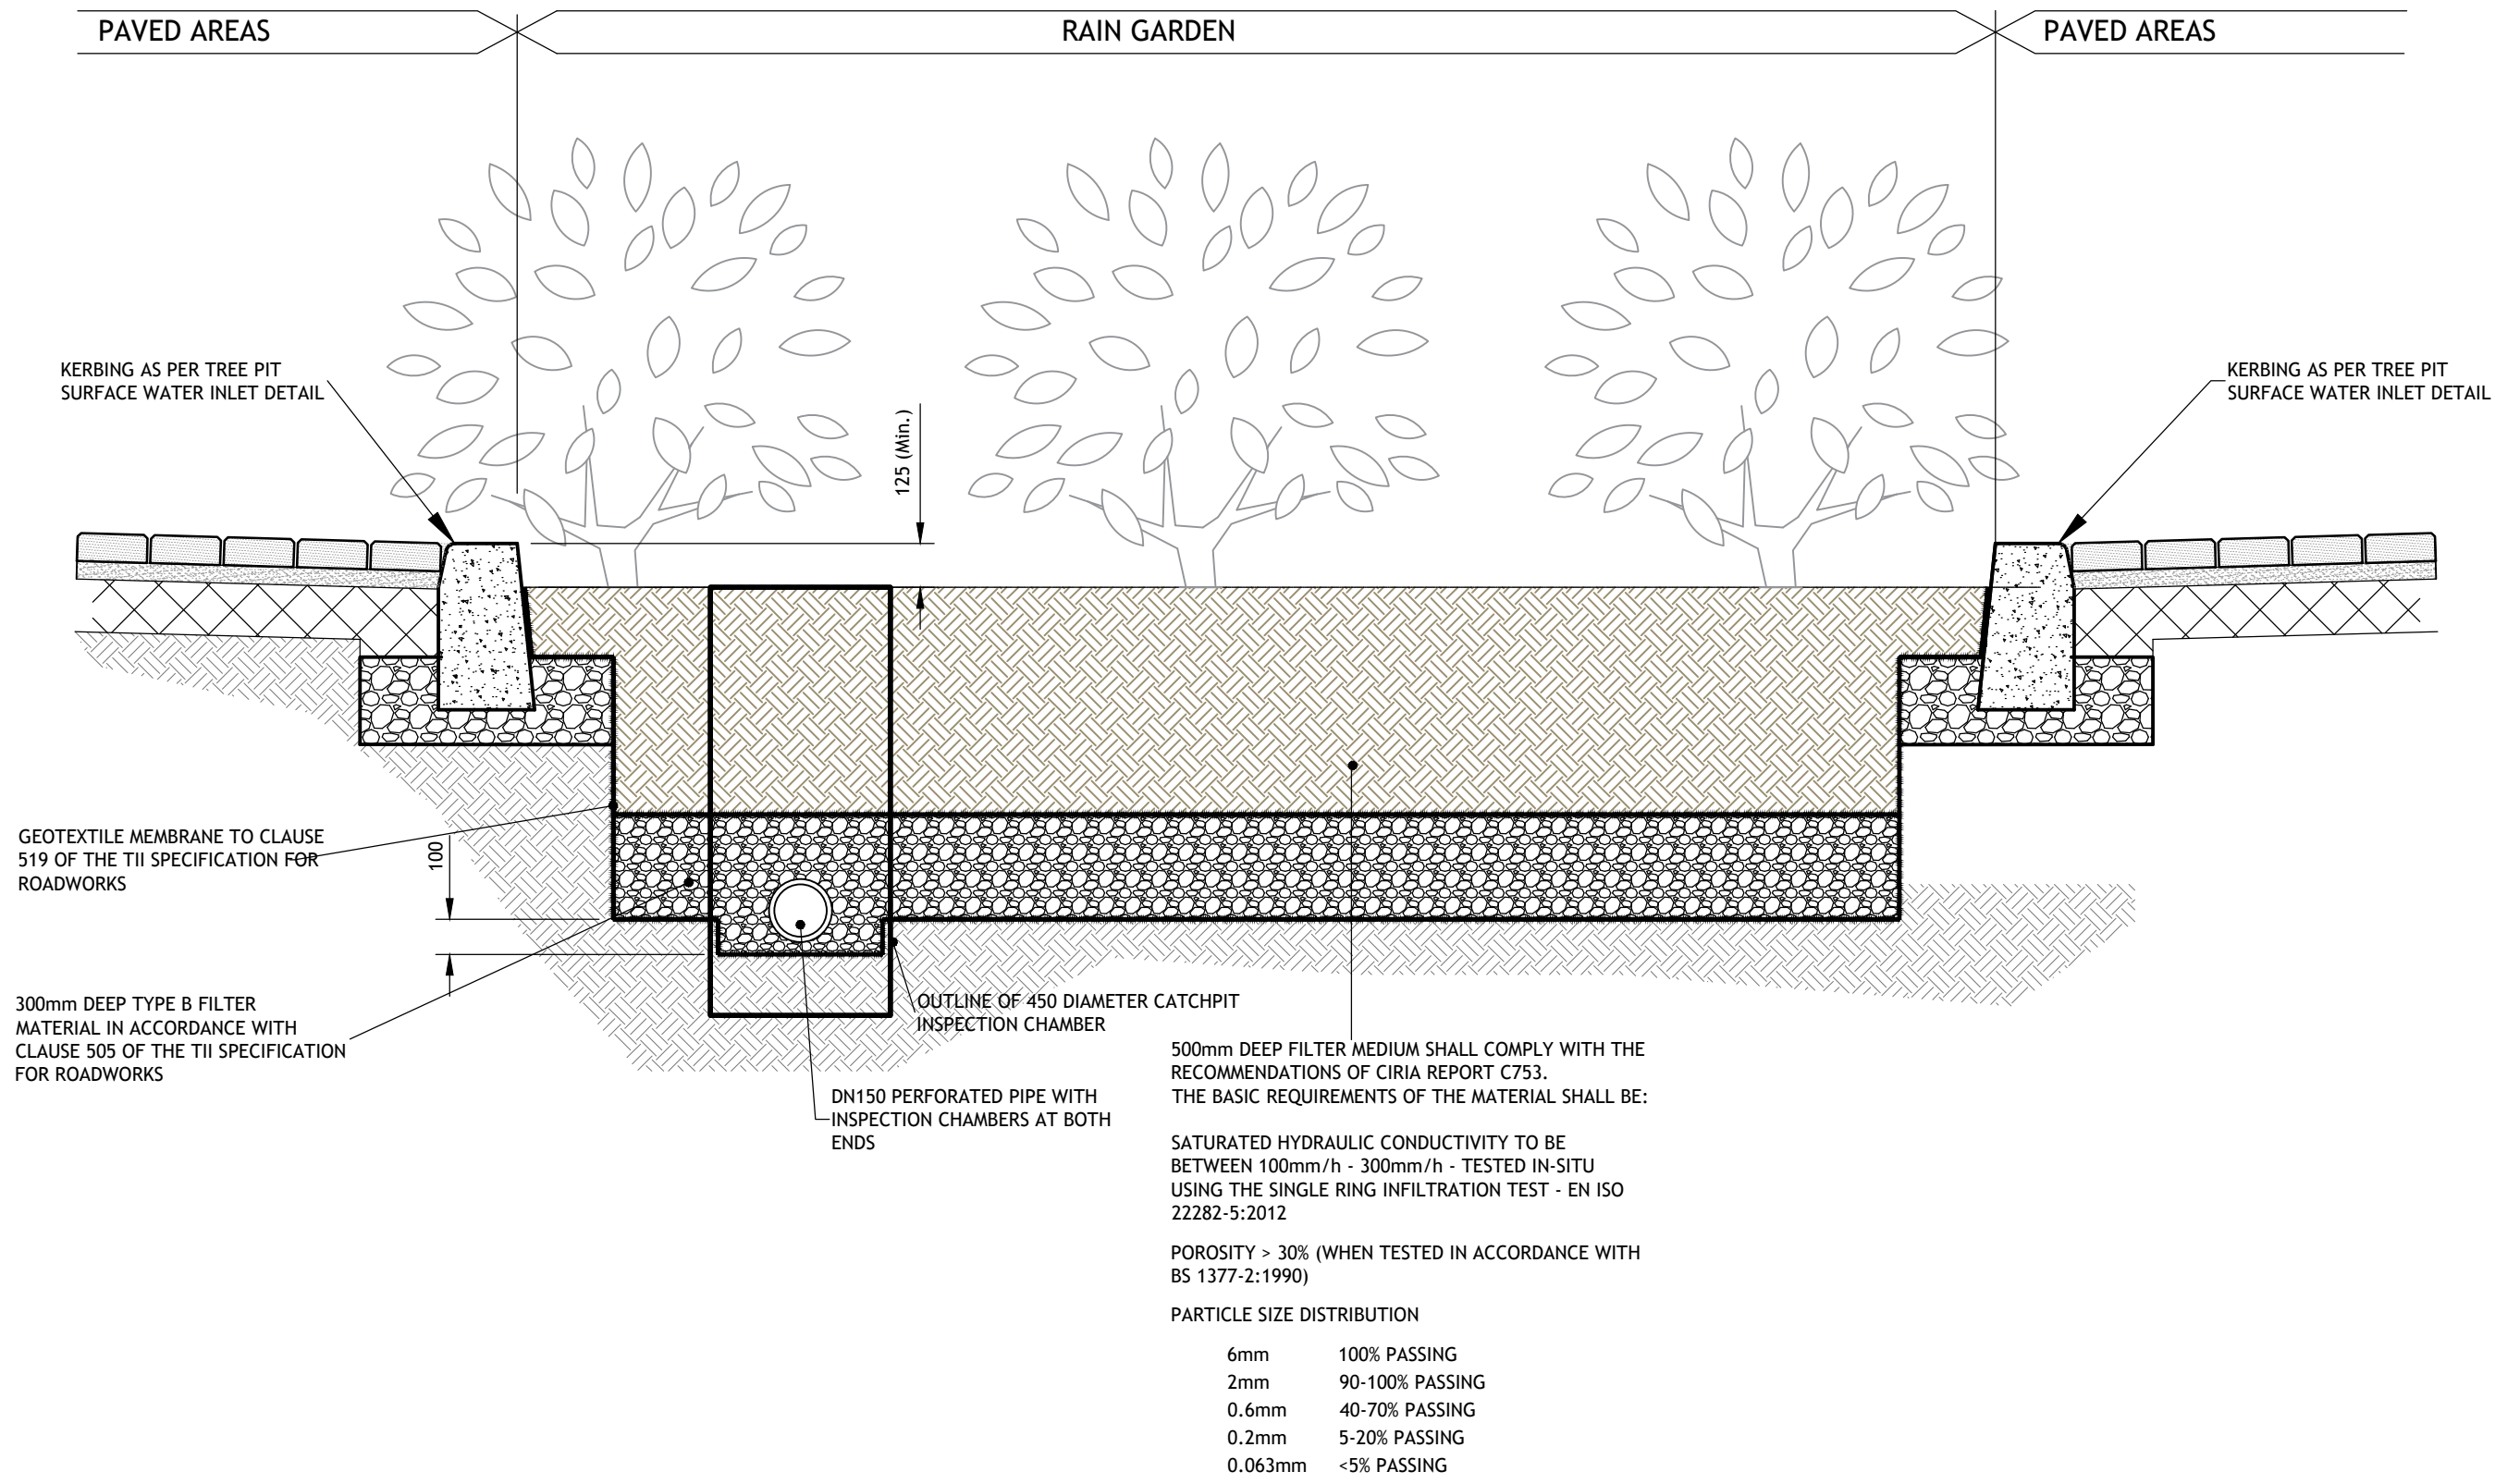 PAVED AREAS
RAIN GARDEN
PAVED AREAS
KERBING AS PER TREE PIT
SURFACE WATER INLET DETAIL
125 (Min.)
KERBING AS PER TREE PIT
SURFACE WATER INLET DETAIL
GEOTEXTILE MEMBRANE TO CLAUSE
519 OF THE TII SPECIFICATION FOR
ROADWORKS
100
300mm DEEP TYPE B FILTER
MATERIAL IN ACCORDANCE WITH
CLAUSE 505 OF THE TII SPECIFICATION
FOR ROADWORKS
OUTLINE OF 450 DIAMETER CATCHPIT
INSPECTION CHAMBER
DN150 PERFORATED PIPE WITH
INSPECTION CHAMBERS AT BOTH
ENDS
500mm DEEP FILTER MEDIUM SHALL COMPLY WITH THE
RECOMMENDATIONS OF CIRIA REPORT C753.
THE BASIC REQUIREMENTS OF THE MATERIAL SHALL BE:
SATURATED HYDRAULIC CONDUCTIVITY TO BE
BETWEEN 100mm/h - 300mm/h - TESTED IN-SITU
USING THE SINGLE RING INFILTRATION TEST - EN ISO
22282-5:2012
POROSITY > 30% (WHEN TESTED IN ACCORDANCE WITH
BS 1377-2:1990)
PARTICLE SIZE DISTRIBUTION
6mm 100% PASSING
2mm 90-100% PASSING
0.6mm 40-70% PASSING
0.2mm 5-20% PASSING
0.063mm <5% PASSING